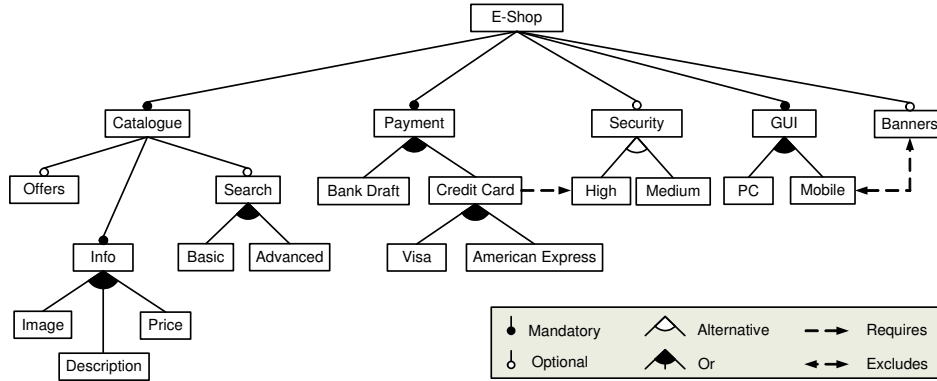 E-Shop
Catalogue
Payment
Security
GUI
Banners
Offers
Search
Bank Draft
Credit Card
High
Medium
PC
Mobile
Info
Basic
Advanced
Visa
American Express
Image
Price
Description
Mandatory
Alternative
Requires
Optional
Or
Excludes